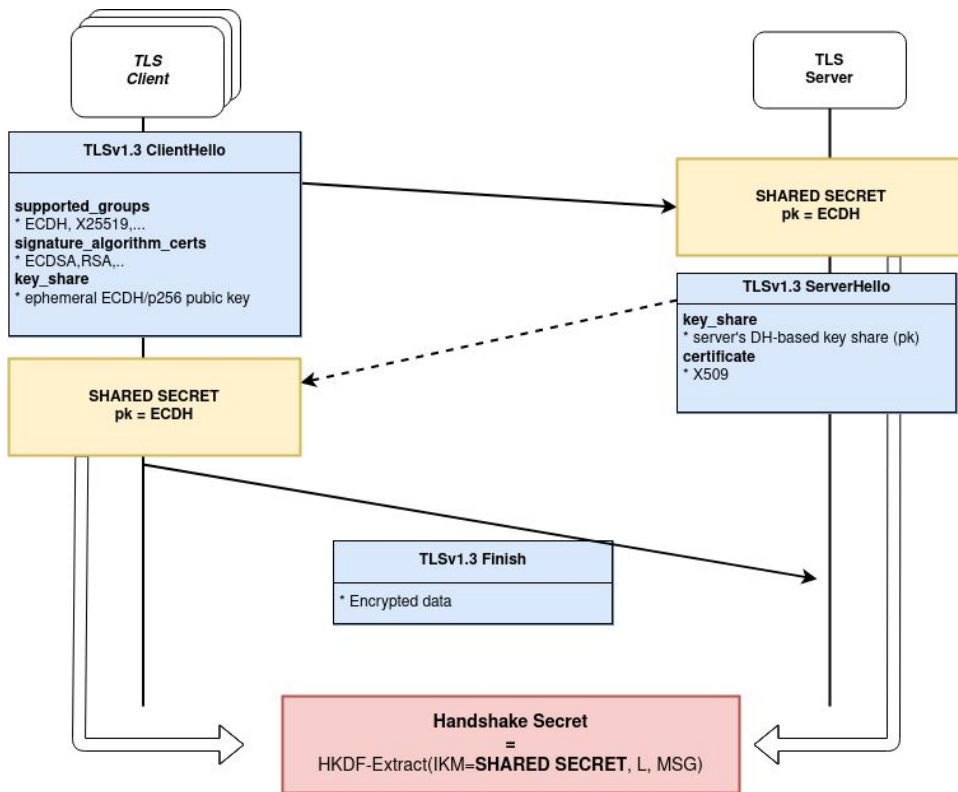 TLS
Client
TLS
Server
TLSv1.3 ClientHello
supported_groups
* ECDH, X25519,...
signature_algorithm_certs
* ECDSA,RSA,..
key_share
* ephemeral ECDH/p256 pubic key
SHARED SECRET
pk = ECDH
TLSv1.3 ServerHello
key_share
* server's DH-based key share (pk)
certificate
* X509
SHARED SECRET
pk = ECDH
TLSv1.3 Finish
* Encrypted data
Handshake Secret
=
HKDF-Extract(IKM=SHARED SECRET, L, MSG)